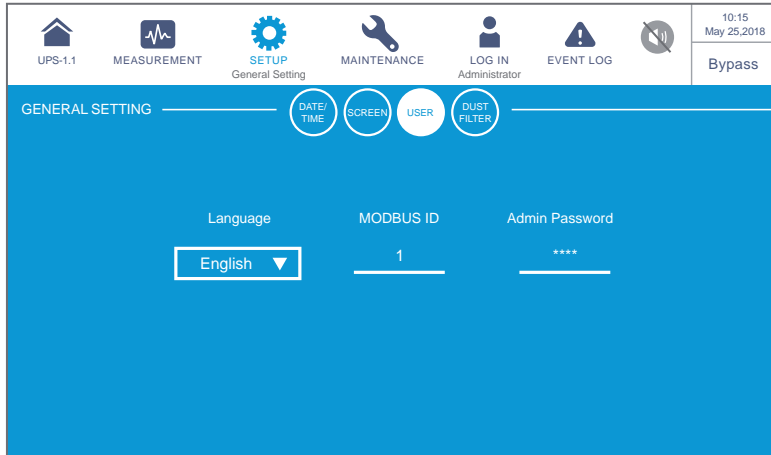 10:15
May 25,2018
Bypass
UPS-1.1
MEASUREMENT
SETUP
General Setting
MAINTENANCE
LOG IN
Administrator
EVENT LOG
GENERAL SETTING
DATE/
TIME
SCREEN
USER
DUST
FILTER
Language
MODBUS ID
Admin Password
English
1
****